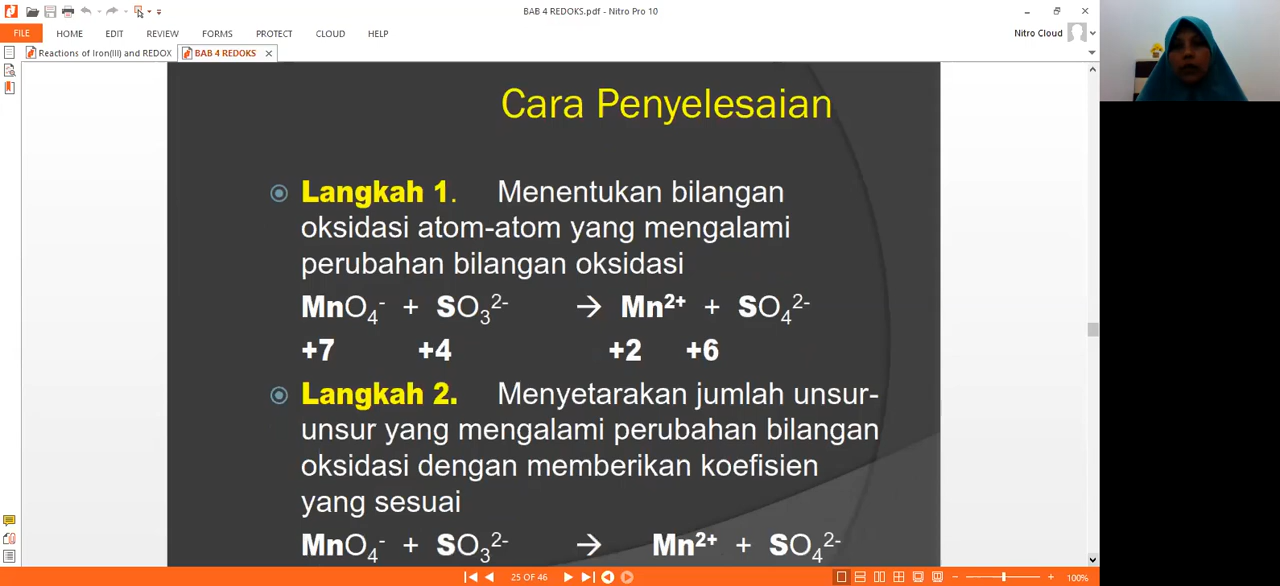 BAB 4 REDOKS.pdf - Nitro Pro 10
FILE HOME EDIT REVIEW FORMS PROTECT CLOUD HELP
Nitro Cloud
Reactions of Iron(III) and REDOX BAB 4 REDOKS
Cara Penyelesaian
Langkah 1. Menentukan bilangan
oksidasi atom-atom yang mengalami
perubahan bilangan oksidasi
MnO₄⁻ + SO₃²⁻ → Mn²⁺ + SO₄²⁻
+7 +4 +2 +6
Langkah 2. Menyetarakan jumlah unsur-
unsur yang mengalami perubahan bilangan
oksidasi dengan memberikan koefisien
yang sesuai
MnO₄⁻ + SO₃²⁻ → Mn²⁺ + SO₄²⁻
25 OF 46
100%